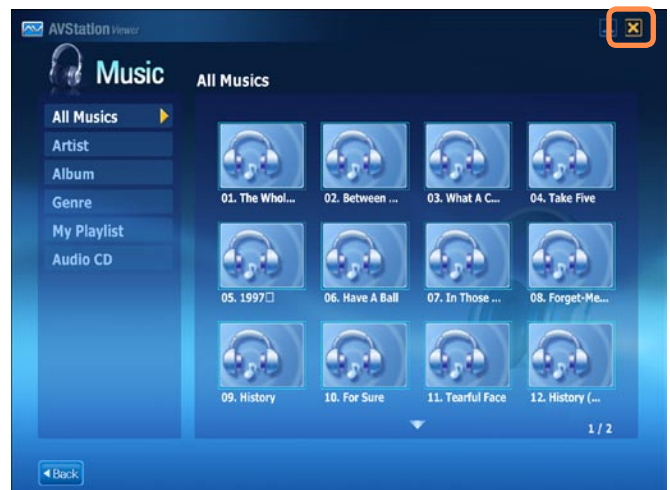 AVStation Viewer
Music
All Musics
All Musics
Artist
Album
Genre
My Playlist
Audio CD
01. The Whol...
02. Between ...
03. What A C...
04. Take Five
05. 1997□
06. Have A Ball
07. In Those ...
08. Forget-Me...
09. History
10. For Sure
11. Tearful Face
12. History (...
1 / 2
Back